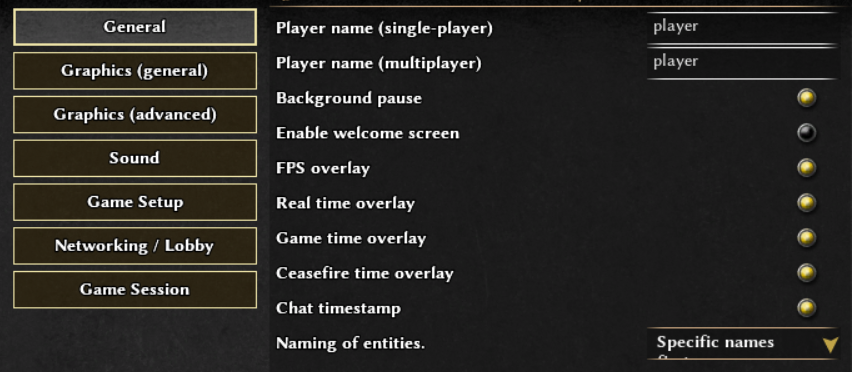 General
Graphics (general)
Graphics (advanced)
Sound
Game Setup
Networking / Lobby
Game Session
Player name (single-player) player
Player name (multiplayer) player
Background pause
Enable welcome screen
FPS overlay
Real time overlay
Game time overlay
Ceasefire time overlay
Chat timestamp
Naming of entities. Specific names